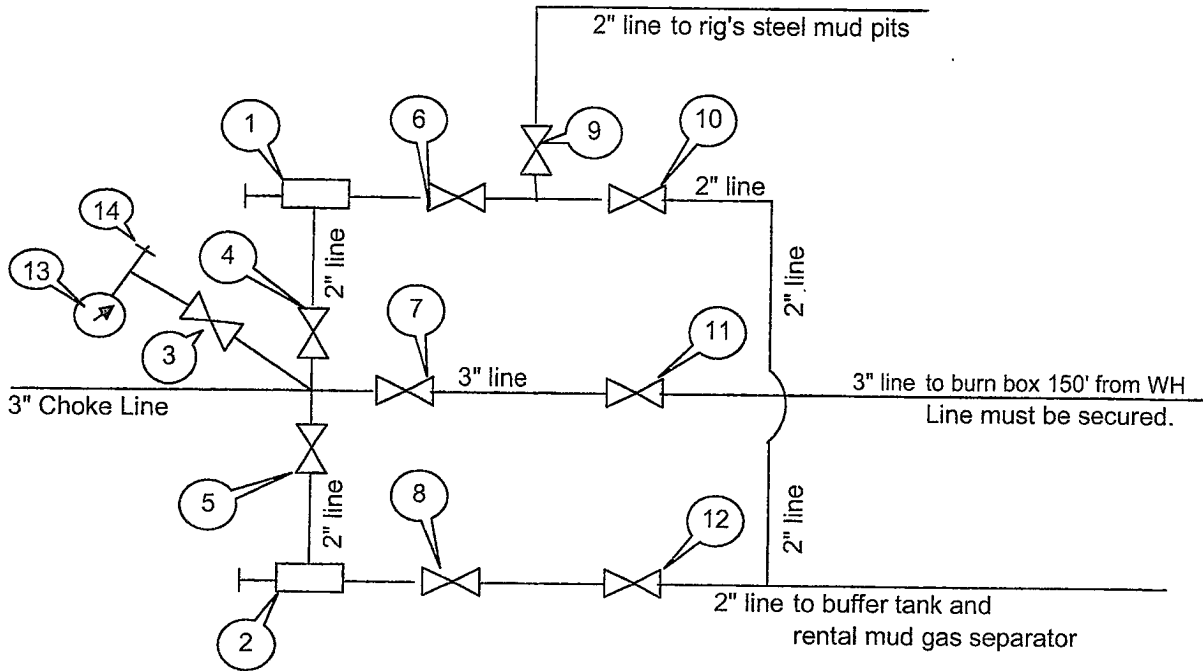 2" line to rig's steel mud pits
1
6
9
10
2" line
14
4
2" line
2" line
13
7
11
3
3" line
3" line to burn box 150' from WH
3" Choke Line
Line must be secured.
5
8
12
2" line
2" line
2
2" line to buffer tank and
rental mud gas separator